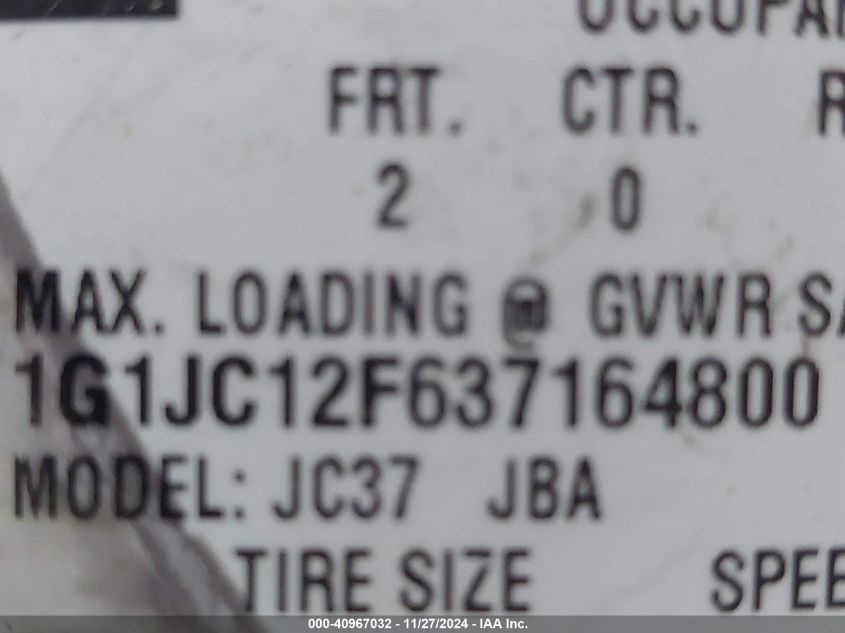 FRT. CTR.
2 0
MAX. LOADING @ GVWR
1G1JC12F637164800
MODEL: JC37 JBA
TIRE SIZE
000-40967032 - 11/27/2024 - IAA Inc.